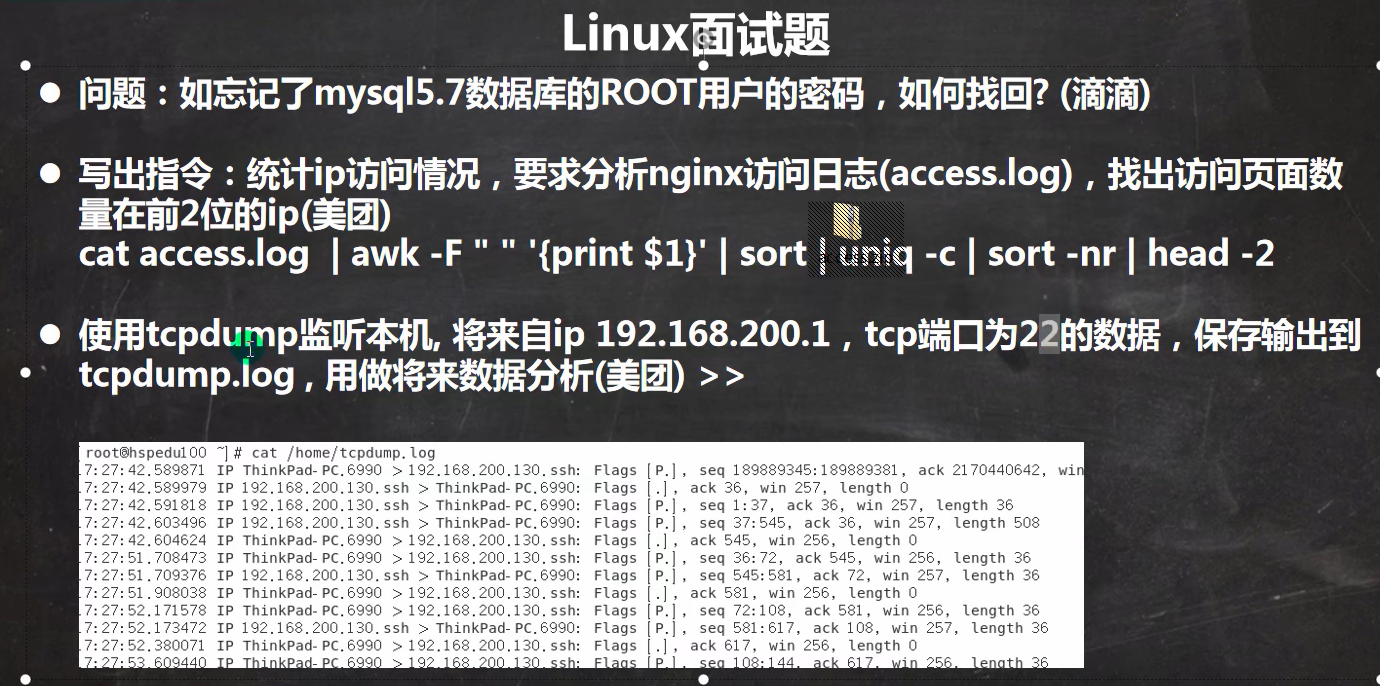 Linux面试题
问题：如忘记了mysql5.7数据库的ROOT用户的密码，如何找回? (滴滴)
写出指令：统计ip访问情况，要求分析nginx访问日志(access.log)，找出访问页面数
量在前2位的ip(美团)
cat access.log | awk -F " " '{print $1}' | sort | uniq -c | sort -nr | head -2
使用tcpdump监听本机, 将来自ip 192.168.200.1，tcp端口为22的数据，保存输出到
tcpdump.log，用做将来数据分析(美团) >>
root@hspedu100 ~]# cat /home/tcpdump.log
.7:27:42.589871 IP ThinkPad-PC.6990 > 192.168.200.130.ssh: Flags [P.], seq 189889345:189889381, ack 2170440642, win
.7:27:42.589979 IP 192.168.200.130.ssh > ThinkPad-PC.6990: Flags [.], ack 36, win 257, length 0
.7:27:42.591818 IP 192.168.200.130.ssh > ThinkPad-PC.6990: Flags [P.], seq 1:37, ack 36, win 257, length 36
.7:27:42.603496 IP 192.168.200.130.ssh > ThinkPad-PC.6990: Flags [P.], seq 37:545, ack 36, win 257, length 508
.7:27:42.604624 IP ThinkPad-PC.6990 > 192.168.200.130.ssh: Flags [.], ack 545, win 256, length 0
.7:27:51.708473 IP ThinkPad-PC.6990 > 192.168.200.130.ssh: Flags [P.], seq 36:72, ack 545, win 256, length 36
.7:27:51.709376 IP 192.168.200.130.ssh > ThinkPad-PC.6990: Flags [P.], seq 545:581, ack 72, win 257, length 36
.7:27:51.908038 IP ThinkPad-PC.6990 > 192.168.200.130.ssh: Flags [.], ack 581, win 256, length 0
.7:27:52.171578 IP ThinkPad-PC.6990 > 192.168.200.130.ssh: Flags [P.], seq 72:108, ack 581, win 256, length 36
.7:27:52.173472 IP 192.168.200.130.ssh > ThinkPad-PC.6990: Flags [P.], seq 581:617, ack 108, win 257, length 36
.7:27:52.380071 IP ThinkPad-PC.6990 > 192.168.200.130.ssh: Flags [.], ack 617, win 256, length 0
.7:27:53.609440 IP ThinkPad-PC.6990 > 192.168.200.130.ssh: Flags [P.], seq 108:144, ack 617, win 256, length 36